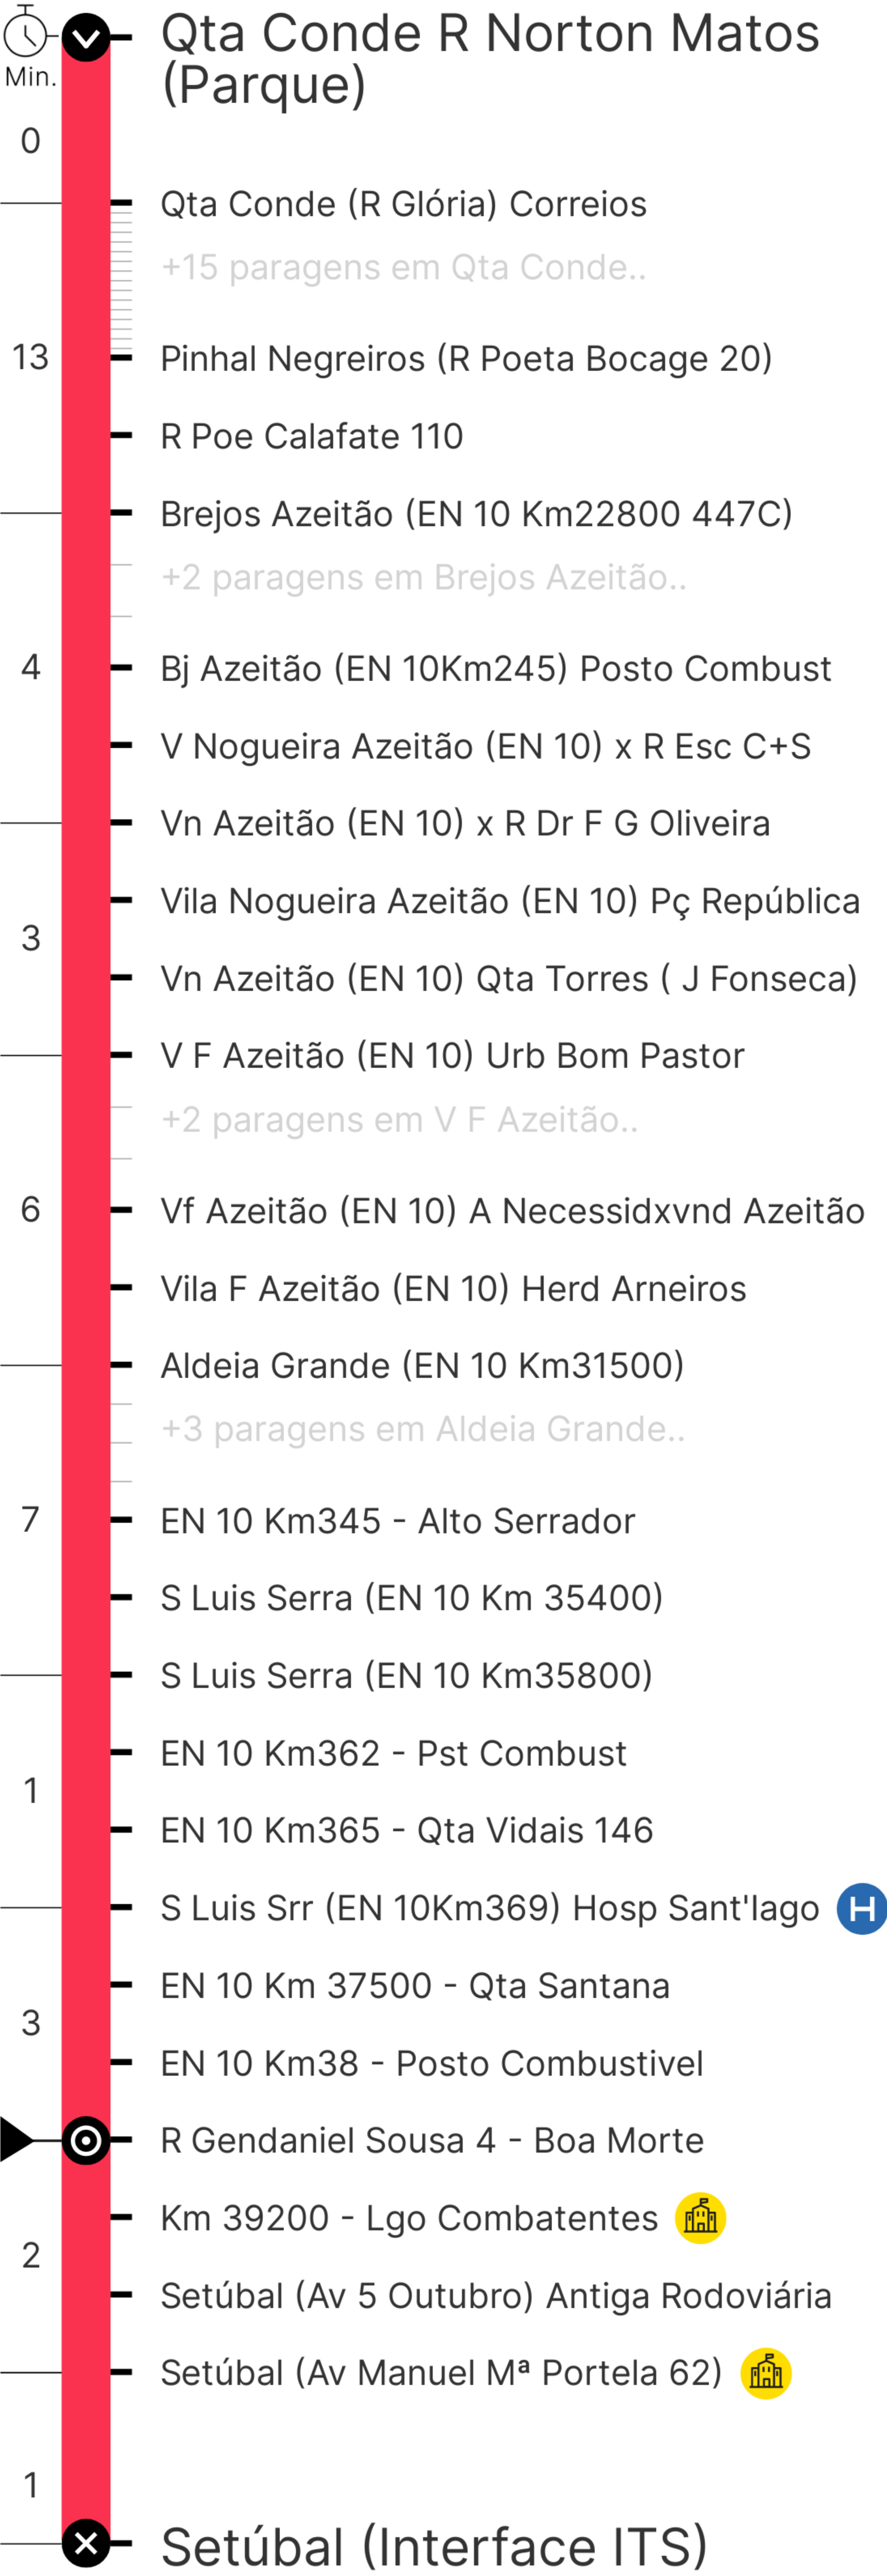 Qta Conde R Norton Matos
(Parque)
Min.
0
Qta Conde (R Glória) Correios
+15 paragens em Qta Conde..
13
Pinhal Negreiros (R Poeta Bocage 20)
R Poe Calafate 110
Brejos Azeitão (EN 10 Km22800 447C)
+2 paragens em Brejos Azeitão..
4
Bj Azeitão (EN 10Km245) Posto Combust
V Nogueira Azeitão (EN 10) x R Esc C+S
Vn Azeitão (EN 10) x R Dr F G Oliveira
Vila Nogueira Azeitão (EN 10) Pç República
3
Vn Azeitão (EN 10) Qta Torres ( J Fonseca)
V F Azeitão (EN 10) Urb Bom Pastor
+2 paragens em V F Azeitão..
6
Vf Azeitão (EN 10) A Necessidxvnd Azeitão
Vila F Azeitão (EN 10) Herd Arneiros
Aldeia Grande (EN 10 Km31500)
+3 paragens em Aldeia Grande..
7
EN 10 Km345 - Alto Serrador
S Luis Serra (EN 10 Km 35400)
S Luis Serra (EN 10 Km35800)
EN 10 Km362 - Pst Combust
1
EN 10 Km365 - Qta Vidais 146
S Luis Srr (EN 10Km369) Hosp Sant'Iago H
EN 10 Km 37500 - Qta Santana
3
EN 10 Km38 - Posto Combustivel
R Gendaniel Sousa 4 - Boa Morte
Km 39200 - Lgo Combatentes
2
Setúbal (Av 5 Outubro) Antiga Rodoviária
Setúbal (Av Manuel Mª Portela 62)
1
Setúbal (Interface ITS)